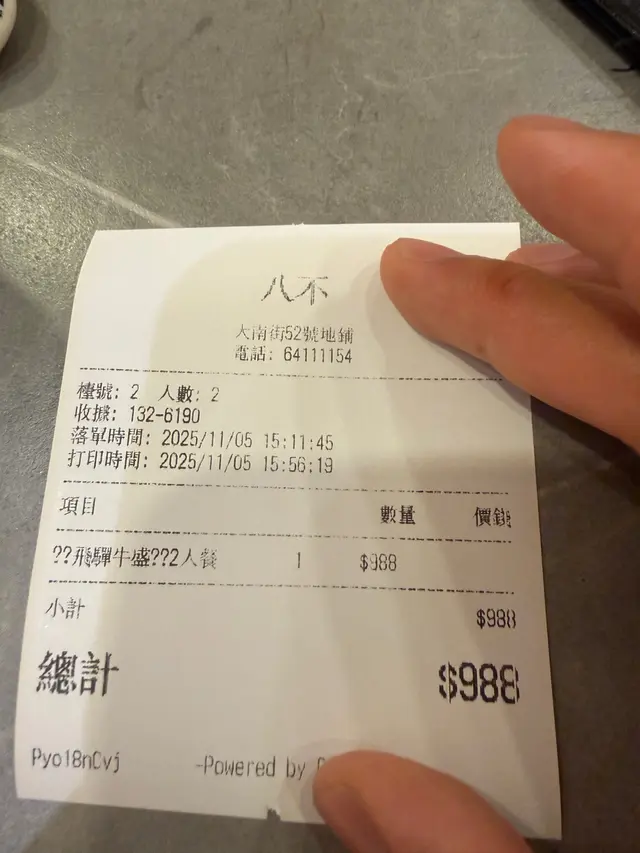 八不
大南街52號地鋪
電話: 64111154
檯號: 2 人數: 2
收據: 132-6190
落單時間: 2025/11/05 15:11:45
打印時間: 2025/11/05 15:56:19
項目 數量 價錢
??飛驒牛盛??2人餐 1 $988
小計 $988
總計 $988
Pyo18nCvj -Powered by